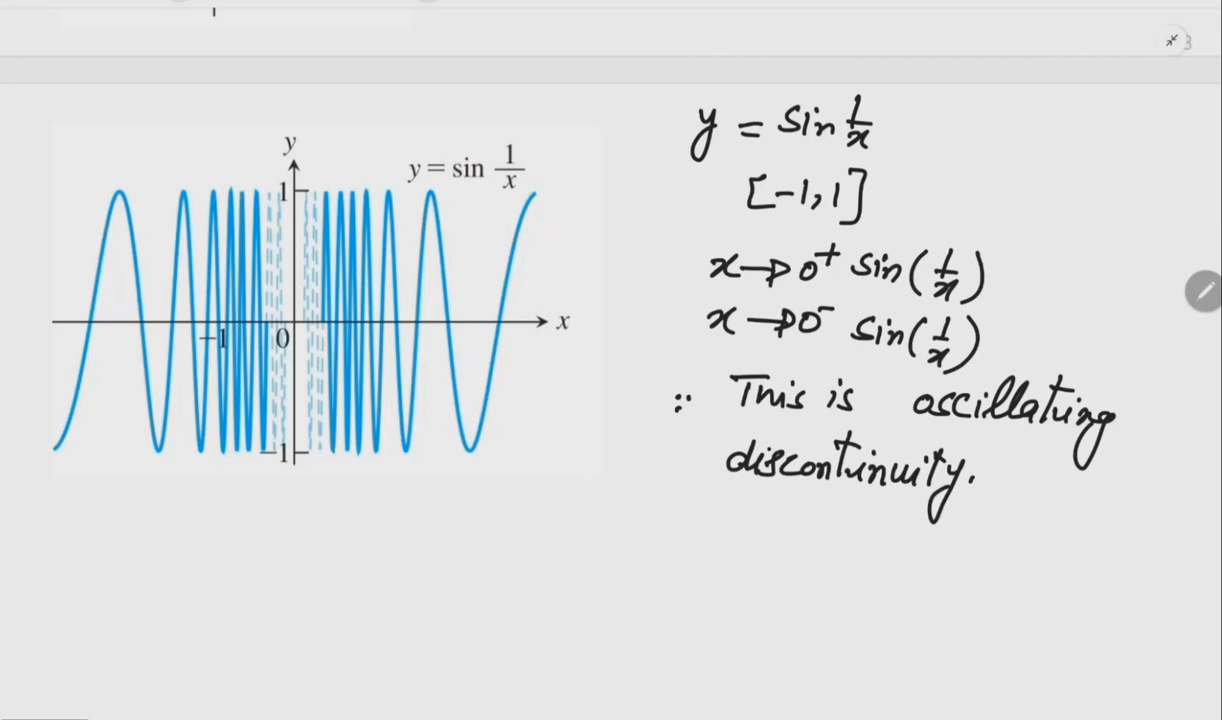 y
y = sin 1/x
1
-1
0
x
-1
y = sin 1/x
[-1,1]
x→0⁺ sin(1/x)
x→0⁻ sin(1/x)
∵ This is ascillating
discontinuity.